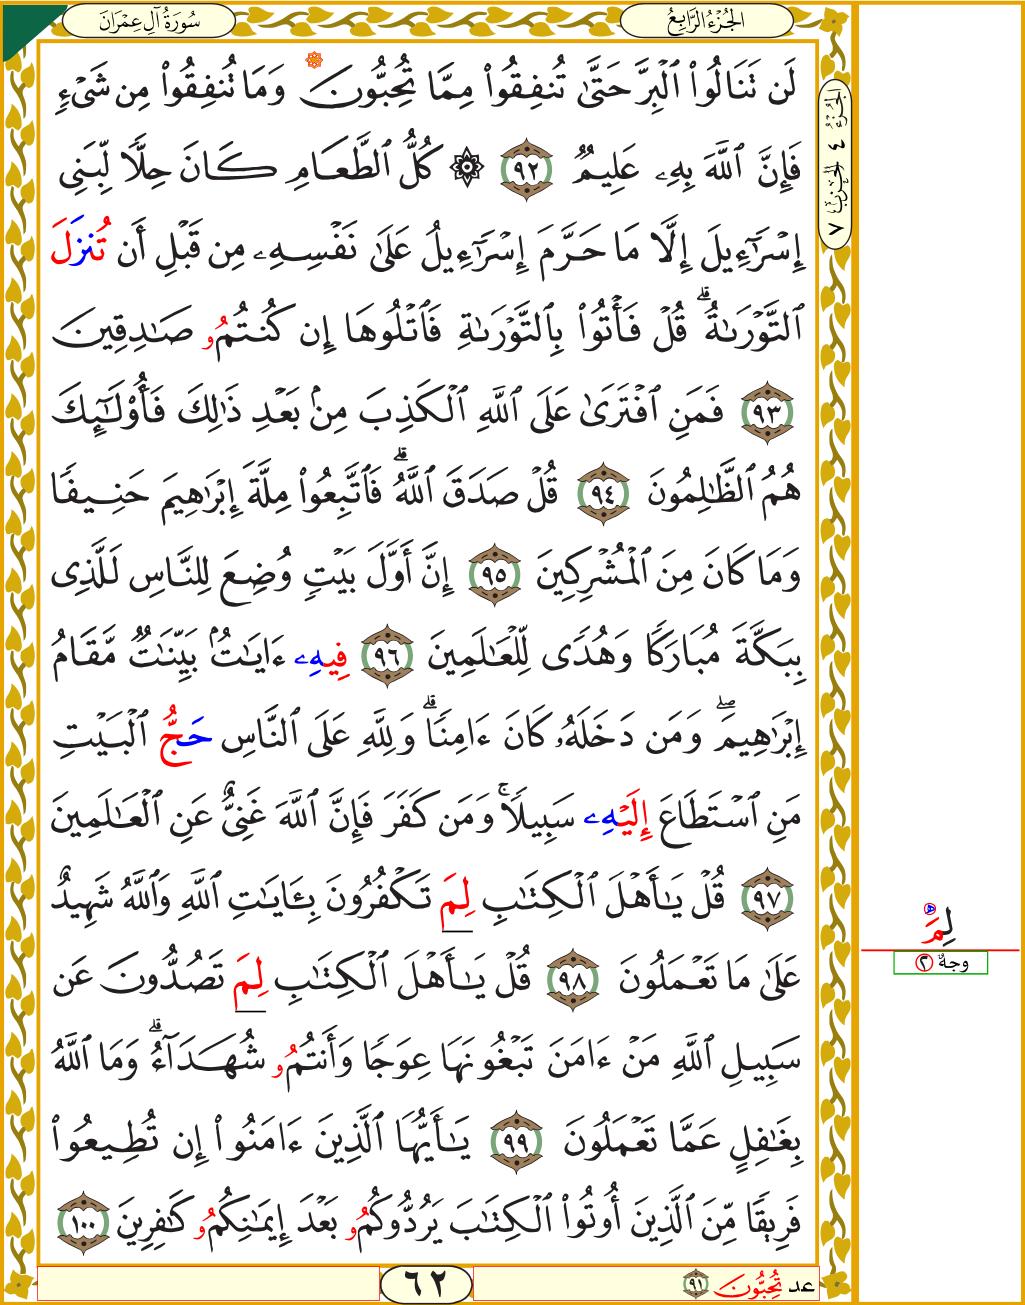 سُورَةُ آلِ عِمْرَانَ
الجُزْءُ الرَّابِعُ
لَن تَنَالُوا۟ ٱلْبِرَّ حَتَّىٰ تُنفِقُوا۟ مِمَّا تُحِبُّونَ وَمَا تُنفِقُوا۟ مِن شَىْءٍ
فَإِنَّ ٱللَّهَ بِهِۦ عَلِيمٌ ٩٢ ۞ كُلُّ ٱلطَّعَامِ كَانَ حِلًّا لِّبَنِى
إِسْرَٰٓءِيلَ إِلَّا مَا حَرَّمَ إِسْرَٰٓءِيلُ عَلَىٰ نَفْسِهِۦ مِن قَبْلِ أَن تُنزَلَ
ٱلتَّوْرَىٰةُ ۗ قُلْ فَأْتُوا۟ بِٱلتَّوْرَىٰةِ فَٱتْلُوهَا إِن كُنتُمُۥ صَـٰدِقِينَ
٩٣ فَمَنِ ٱفْتَرَىٰ عَلَى ٱللَّهِ ٱلْكَذِبَ مِنۢ بَعْدِ ذَٰلِكَ فَأُو۟لَـٰٓئِكَ
هُمُ ٱلظَّـٰلِمُونَ ٩٤ قُلْ صَدَقَ ٱللَّهُ ۗ فَٱتَّبِعُوا۟ مِلَّةَ إِبْرَٰهِيمَ حَنِيفًا
وَمَا كَانَ مِنَ ٱلْمُشْرِكِينَ ٩٥ إِنَّ أَوَّلَ بَيْتٍ وُضِعَ لِلنَّاسِ لَلَّذِى
بِبَكَّةَ مُبَارَكًا وَهُدًى لِّلْعَـٰلَمِينَ ٩٦ فِيهِۦ ءَايَـٰتٌۢ بَيِّنَـٰتٌ مَّقَامُ
إِبْرَٰهِيمَ ۖ وَمَن دَخَلَهُۥ كَانَ ءَامِنًا ۗ وَلِلَّهِ عَلَى ٱلنَّاسِ حَجُّ ٱلْبَيْتِ
مَنِ ٱسْتَطَاعَ إِلَيْهِۦ سَبِيلًا ۚ وَمَن كَفَرَ فَإِنَّ ٱللَّهَ غَنِىٌّ عَنِ ٱلْعَـٰلَمِينَ
٩٧ قُلْ يَـٰأَهْلَ ٱلْكِتَـٰبِ لِمَ تَكْفُرُونَ بِـَٔايَـٰتِ ٱللَّهِ وَٱللَّهُ شَهِيدٌ
عَلَىٰ مَا تَعْمَلُونَ ٩٨ قُلْ يَـٰأَهْلَ ٱلْكِتَـٰبِ لِمَ تَصُدُّونَ عَن
سَبِيلِ ٱللَّهِ مَنْ ءَامَنَ تَبْغُونَهَا عِوَجًا وَأَنتُمُۥ شُهَدَآءُ ۗ وَمَا ٱللَّهُ
بِغَـٰفِلٍ عَمَّا تَعْمَلُونَ ٩٩ يَـٰأَيُّهَا ٱلَّذِينَ ءَامَنُوا۟ إِن تُطِيعُوا۟
فَرِيقًا مِّنَ ٱلَّذِينَ أُوتُوا۟ ٱلْكِتَـٰبَ يَرُدُّوكُمُۥ بَعْدَ إِيمَـٰنِكُمُۥ كَـٰفِرِينَ ١٠٠
الجُزْءُ ٤ الحِزْبُ ٧
لِمَهْ
وجهٌ ٢
عد تُحِبُّونَ ٩١
٦٢